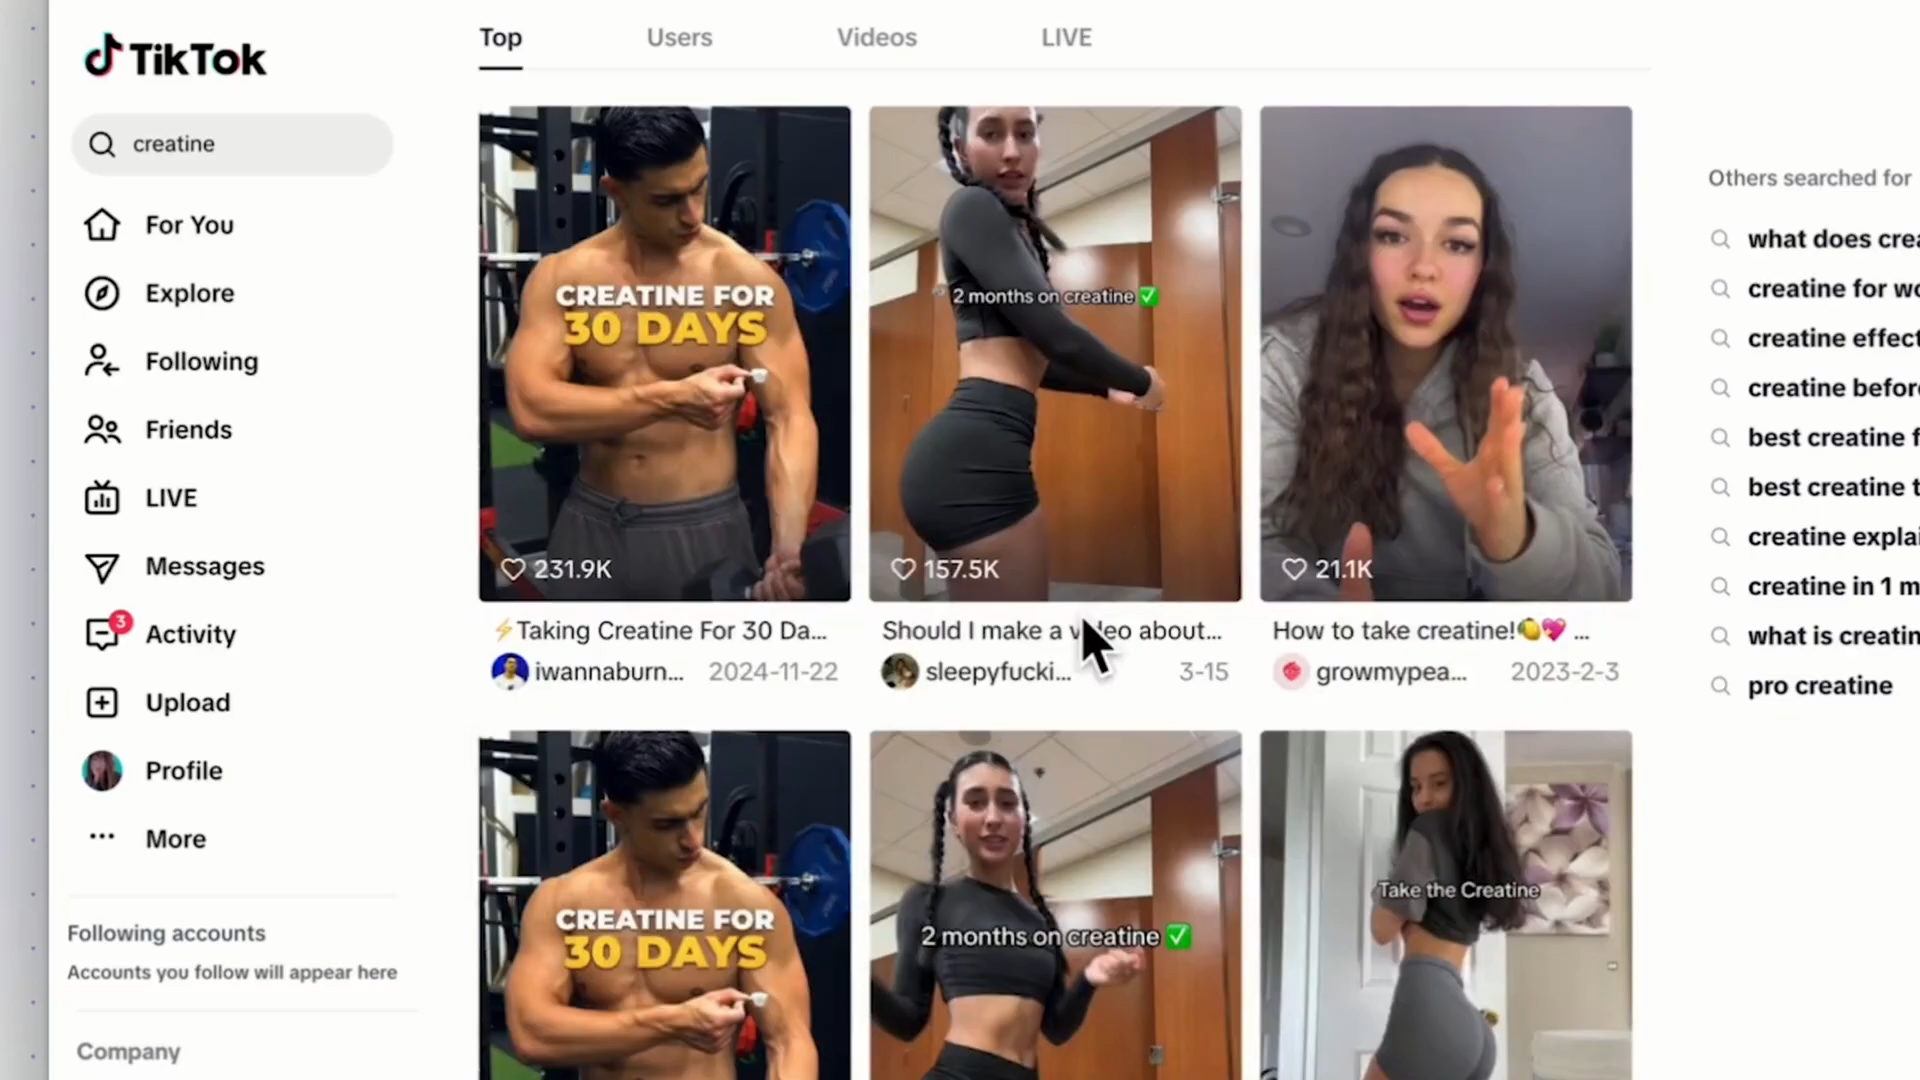 TikTok
creatine
For You
Explore
Following
Friends
LIVE
Messages
3
Activity
Upload
Profile
More
Following accounts
Accounts you follow will appear here
Company
Top
Users
Videos
LIVE
CREATINE FOR
30 DAYS
231.9K
⚡Taking Creatine For 30 Da...
iwannaburn... 2024-11-22
2 months on creatine ✅
157.5K
Should I make a video about...
sleepyfucki... 3-15
21.1K
How to take creatine!🍋💖 ...
growmypea... 2023-2-3
CREATINE FOR
30 DAYS
2 months on creatine ✅
Take the Creatine
Others searched for
what does crea
creatine for wo
creatine effect
creatine before
best creatine f
best creatine t
creatine explai
creatine in 1 m
what is creatin
pro creatine